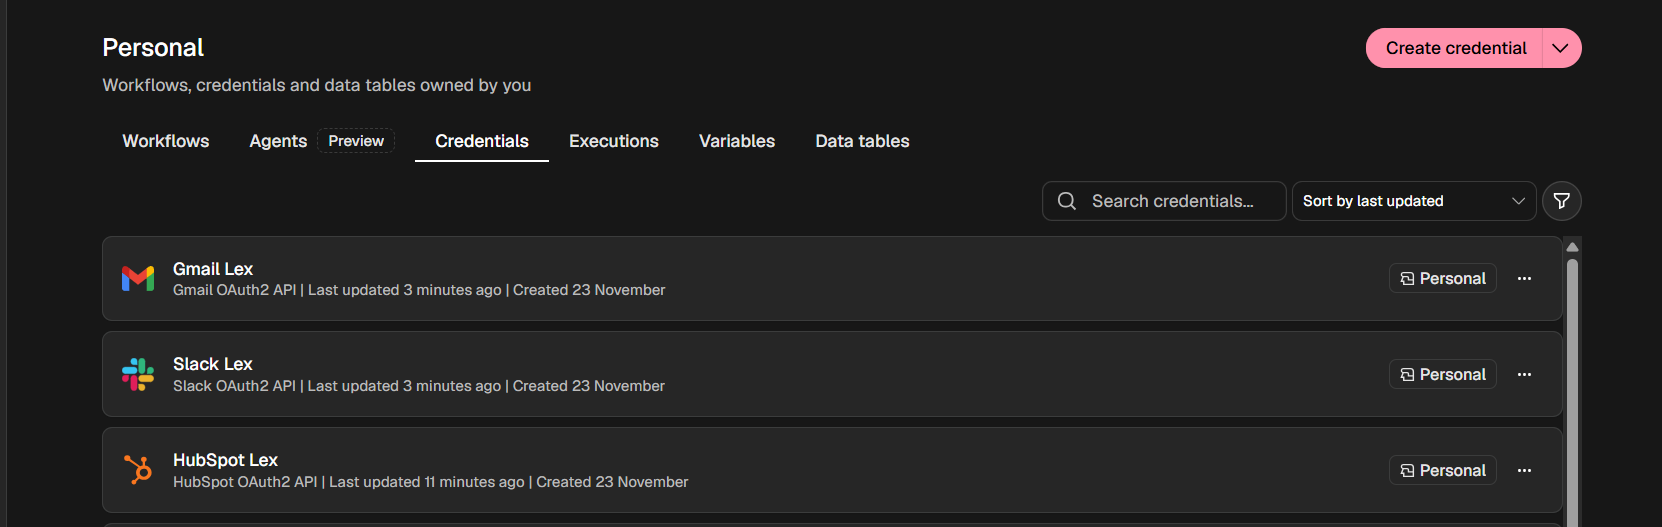 Personal
Create credential
Workflows, credentials and data tables owned by you
Workflows Agents Preview Credentials Executions Variables Data tables
Search credentials... Sort by last updated
Gmail Lex
Gmail OAuth2 API | Last updated 3 minutes ago | Created 23 November
Personal
Slack Lex
Slack OAuth2 API | Last updated 3 minutes ago | Created 23 November
Personal
HubSpot Lex
HubSpot OAuth2 API | Last updated 11 minutes ago | Created 23 November
Personal